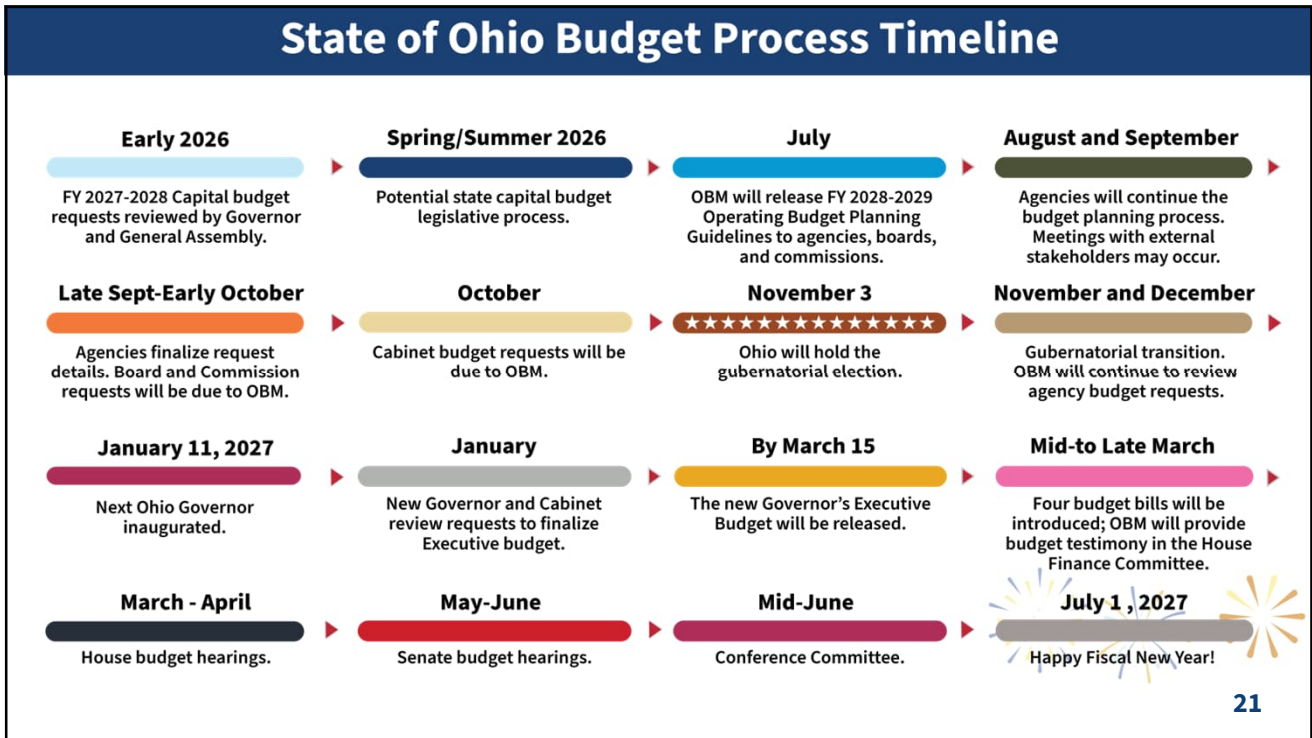 State of Ohio Budget Process Timeline
Early 2026
FY 2027-2028 Capital budget
requests reviewed by Governor
and General Assembly.
Spring/Summer 2026
Potential state capital budget
legislative process.
July
OBM will release FY 2028-2029
Operating Budget Planning
Guidelines to agencies, boards,
and commissions.
August and September
Agencies will continue the
budget planning process.
Meetings with external
stakeholders may occur.
Late Sept-Early October
Agencies finalize request
details. Board and Commission
requests will be due to OBM.
October
Cabinet budget requests will be
due to OBM.
November 3
Ohio will hold the
gubernatorial election.
November and December
Gubernatorial transition.
OBM will continue to review
agency budget requests.
January 11, 2027
Next Ohio Governor
inaugurated.
January
New Governor and Cabinet
review requests to finalize
Executive budget.
By March 15
The new Governor’s Executive
Budget will be released.
Mid-to Late March
Four budget bills will be
introduced; OBM will provide
budget testimony in the House
Finance Committee.
March - April
House budget hearings.
May-June
Senate budget hearings.
Mid-June
Conference Committee.
July 1 , 2027
Happy Fiscal New Year!
21